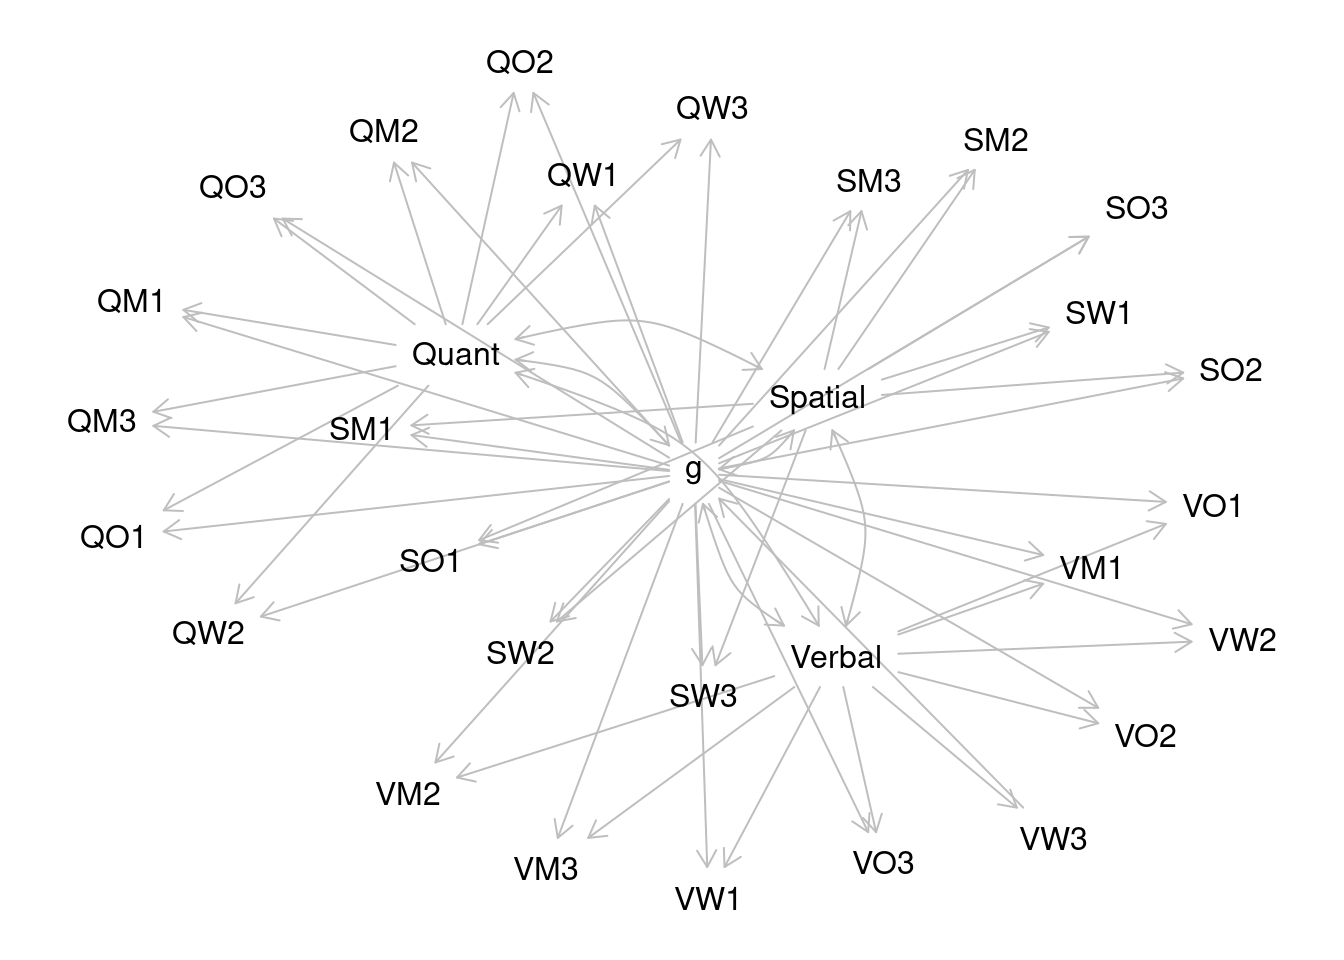 QO2
QW3
QM2
SM2
QW1
SM3
QO3
SO3
QM1
SW1
Quant
SO2
Spatial
QM3
SM1
g
VO1
QO1
SO1
VM1
QW2
VW2
SW2
Verbal
SW3
VO2
VM2
VW3
VO3
VM3
VW1